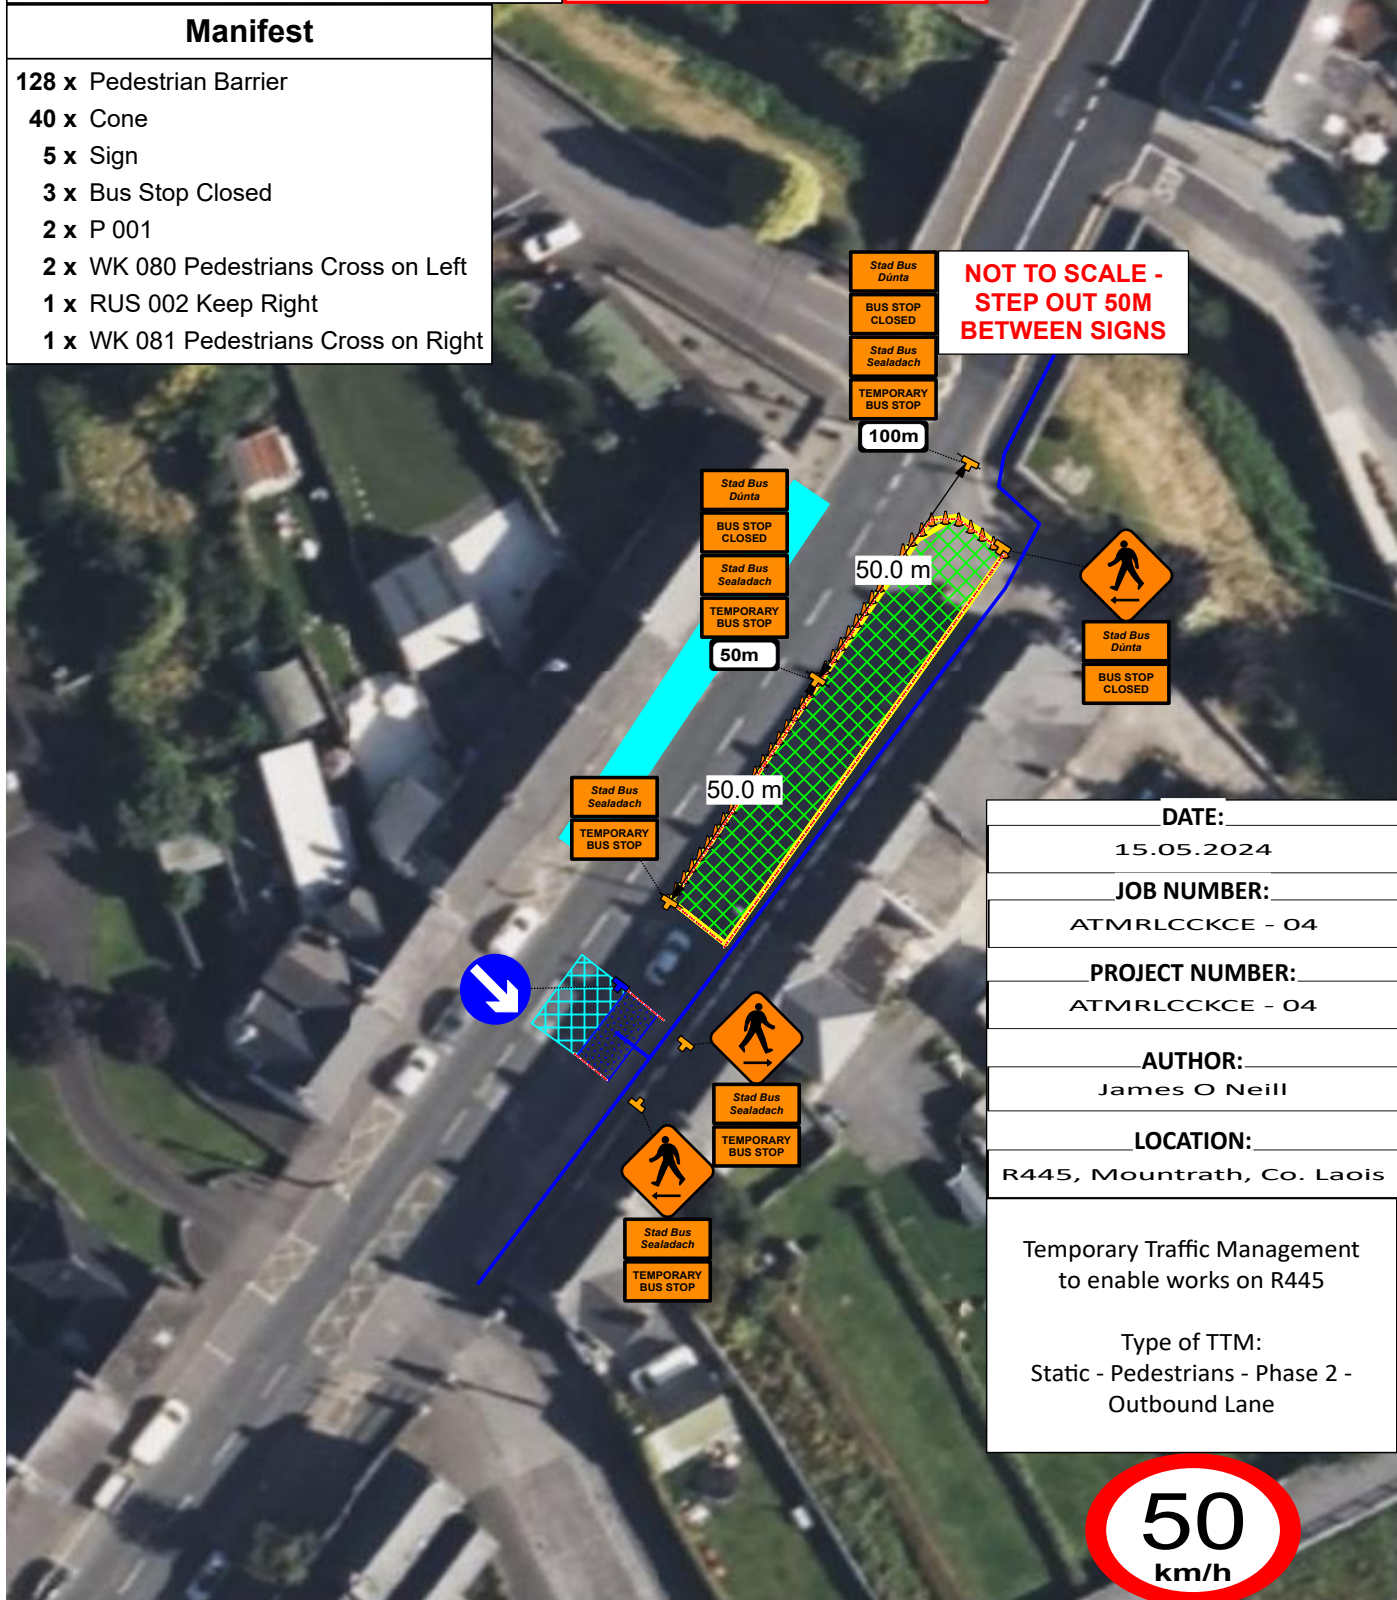 Manifest
128 x Pedestrian Barrier
40 x Cone
5 x Sign
3 x Bus Stop Closed
2 x P 001
2 x WK 080 Pedestrians Cross on Left
1 x RUS 002 Keep Right
1 x WK 081 Pedestrians Cross on Right
Stad Bus
Dúnta
BUS STOP
CLOSED
Stad Bus
Sealadach
TEMPORARY
BUS STOP
100m
NOT TO SCALE -
STEP OUT 50M
BETWEEN SIGNS
Stad Bus
Dúnta
BUS STOP
CLOSED
Stad Bus
Sealadach
TEMPORARY
BUS STOP
50m
50.0 m
Stad Bus
Dúnta
BUS STOP
CLOSED
50.0 m
Stad Bus
Sealadach
TEMPORARY
BUS STOP
Stad Bus
Sealadach
TEMPORARY
BUS STOP
Stad Bus
Sealadach
TEMPORARY
BUS STOP
DATE:
15.05.2024
JOB NUMBER:
ATMRLCCKCE - 04
PROJECT NUMBER:
ATMRLCCKCE - 04
AUTHOR:
James O Neill
LOCATION:
R445, Mountrath, Co. Laois
Temporary Traffic Management
to enable works on R445
Type of TTM:
Static - Pedestrians - Phase 2 -
Outbound Lane
50
km/h